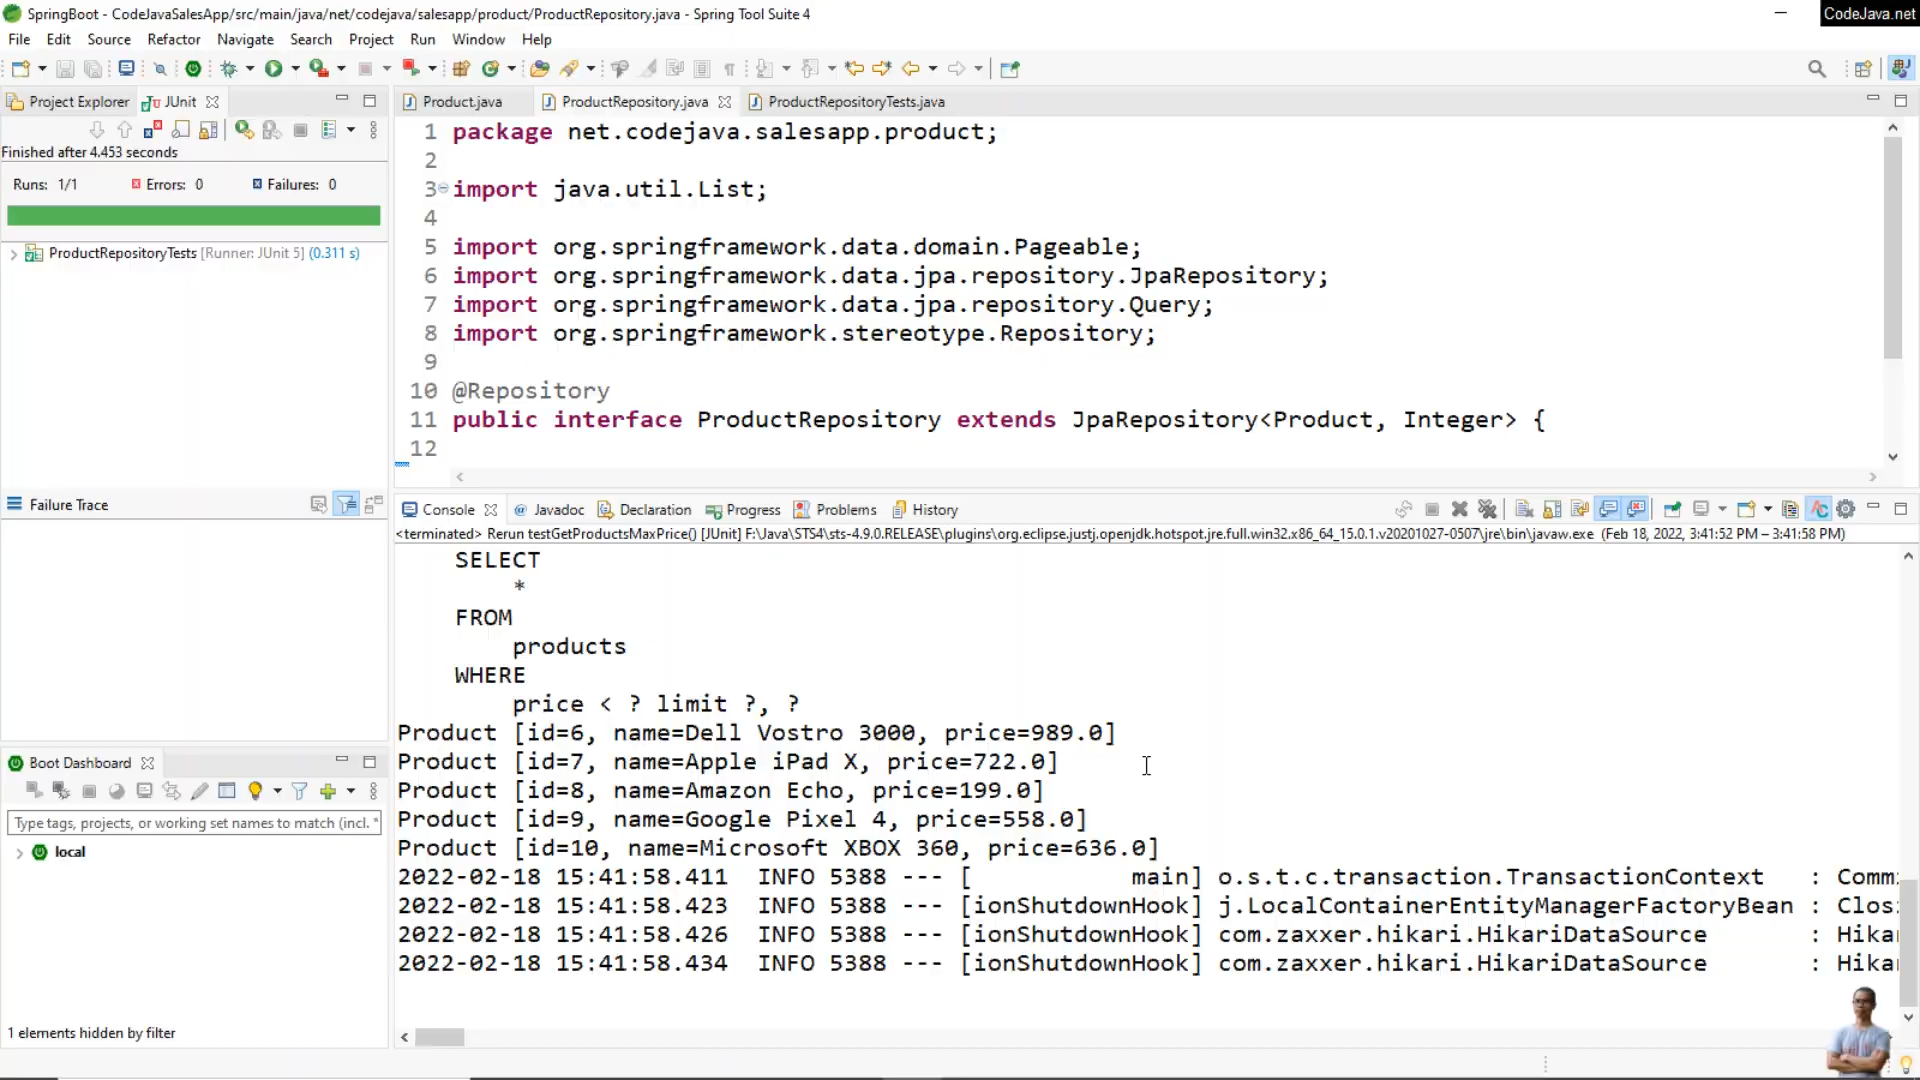 SpringBoot - CodeJavaSalesApp/src/main/java/net/codejava/salesapp/product/ProductRepository.java - Spring Tool Suite 4
CodeJava.net
File Edit Source Refactor Navigate Search Project Run Window Help
Project Explorer JUnit
Finished after 4.453 seconds
Runs: 1/1 Errors: 0 Failures: 0
ProductRepositoryTests [Runner: JUnit 5] (0.311 s)
Failure Trace
Boot Dashboard
Type tags, projects, or working set names to match (incl. *
local
1 elements hidden by filter
Product.java ProductRepository.java ProductRepositoryTests.java
1 package net.codejava.salesapp.product;
2
3 import java.util.List;
4
5 import org.springframework.data.domain.Pageable;
6 import org.springframework.data.jpa.repository.JpaRepository;
7 import org.springframework.data.jpa.repository.Query;
8 import org.springframework.stereotype.Repository;
9
10 @Repository
11 public interface ProductRepository extends JpaRepository<Product, Integer> {
12
Console @ Javadoc Declaration Progress Problems History
<terminated> Rerun testGetProductsMaxPrice() [JUnit] F:\Java\STS4\sts-4.9.0.RELEASE\plugins\org.eclipse.justj.openjdk.hotspot.jre.full.win32.x86_64_15.0.1.v20201027-0507\jre\bin\javaw.exe (Feb 18, 2022, 3:41:52 PM – 3:41:58 PM)
SELECT
*
FROM
products
WHERE
price < ? limit ?, ?
Product [id=6, name=Dell Vostro 3000, price=989.0]
Product [id=7, name=Apple iPad X, price=722.0]
Product [id=8, name=Amazon Echo, price=199.0]
Product [id=9, name=Google Pixel 4, price=558.0]
Product [id=10, name=Microsoft XBOX 360, price=636.0]
2022-02-18 15:41:58.411 INFO 5388 --- [ main] o.s.t.c.transaction.TransactionContext : Comm
2022-02-18 15:41:58.423 INFO 5388 --- [ionShutdownHook] j.LocalContainerEntityManagerFactoryBean : Clos
2022-02-18 15:41:58.426 INFO 5388 --- [ionShutdownHook] com.zaxxer.hikari.HikariDataSource : Hika
2022-02-18 15:41:58.434 INFO 5388 --- [ionShutdownHook] com.zaxxer.hikari.HikariDataSource : Hika